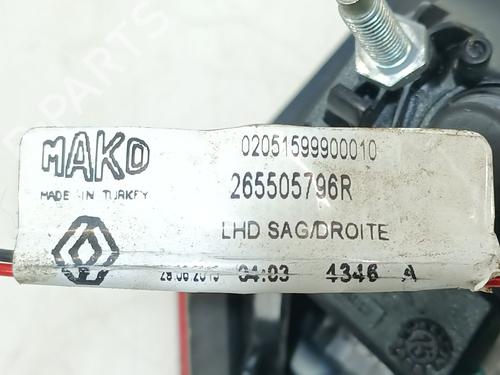 MAKO
MADE IN TURKEY
02051599900010
265505796R
LHD SAG/DROITE
04:03 4346 A